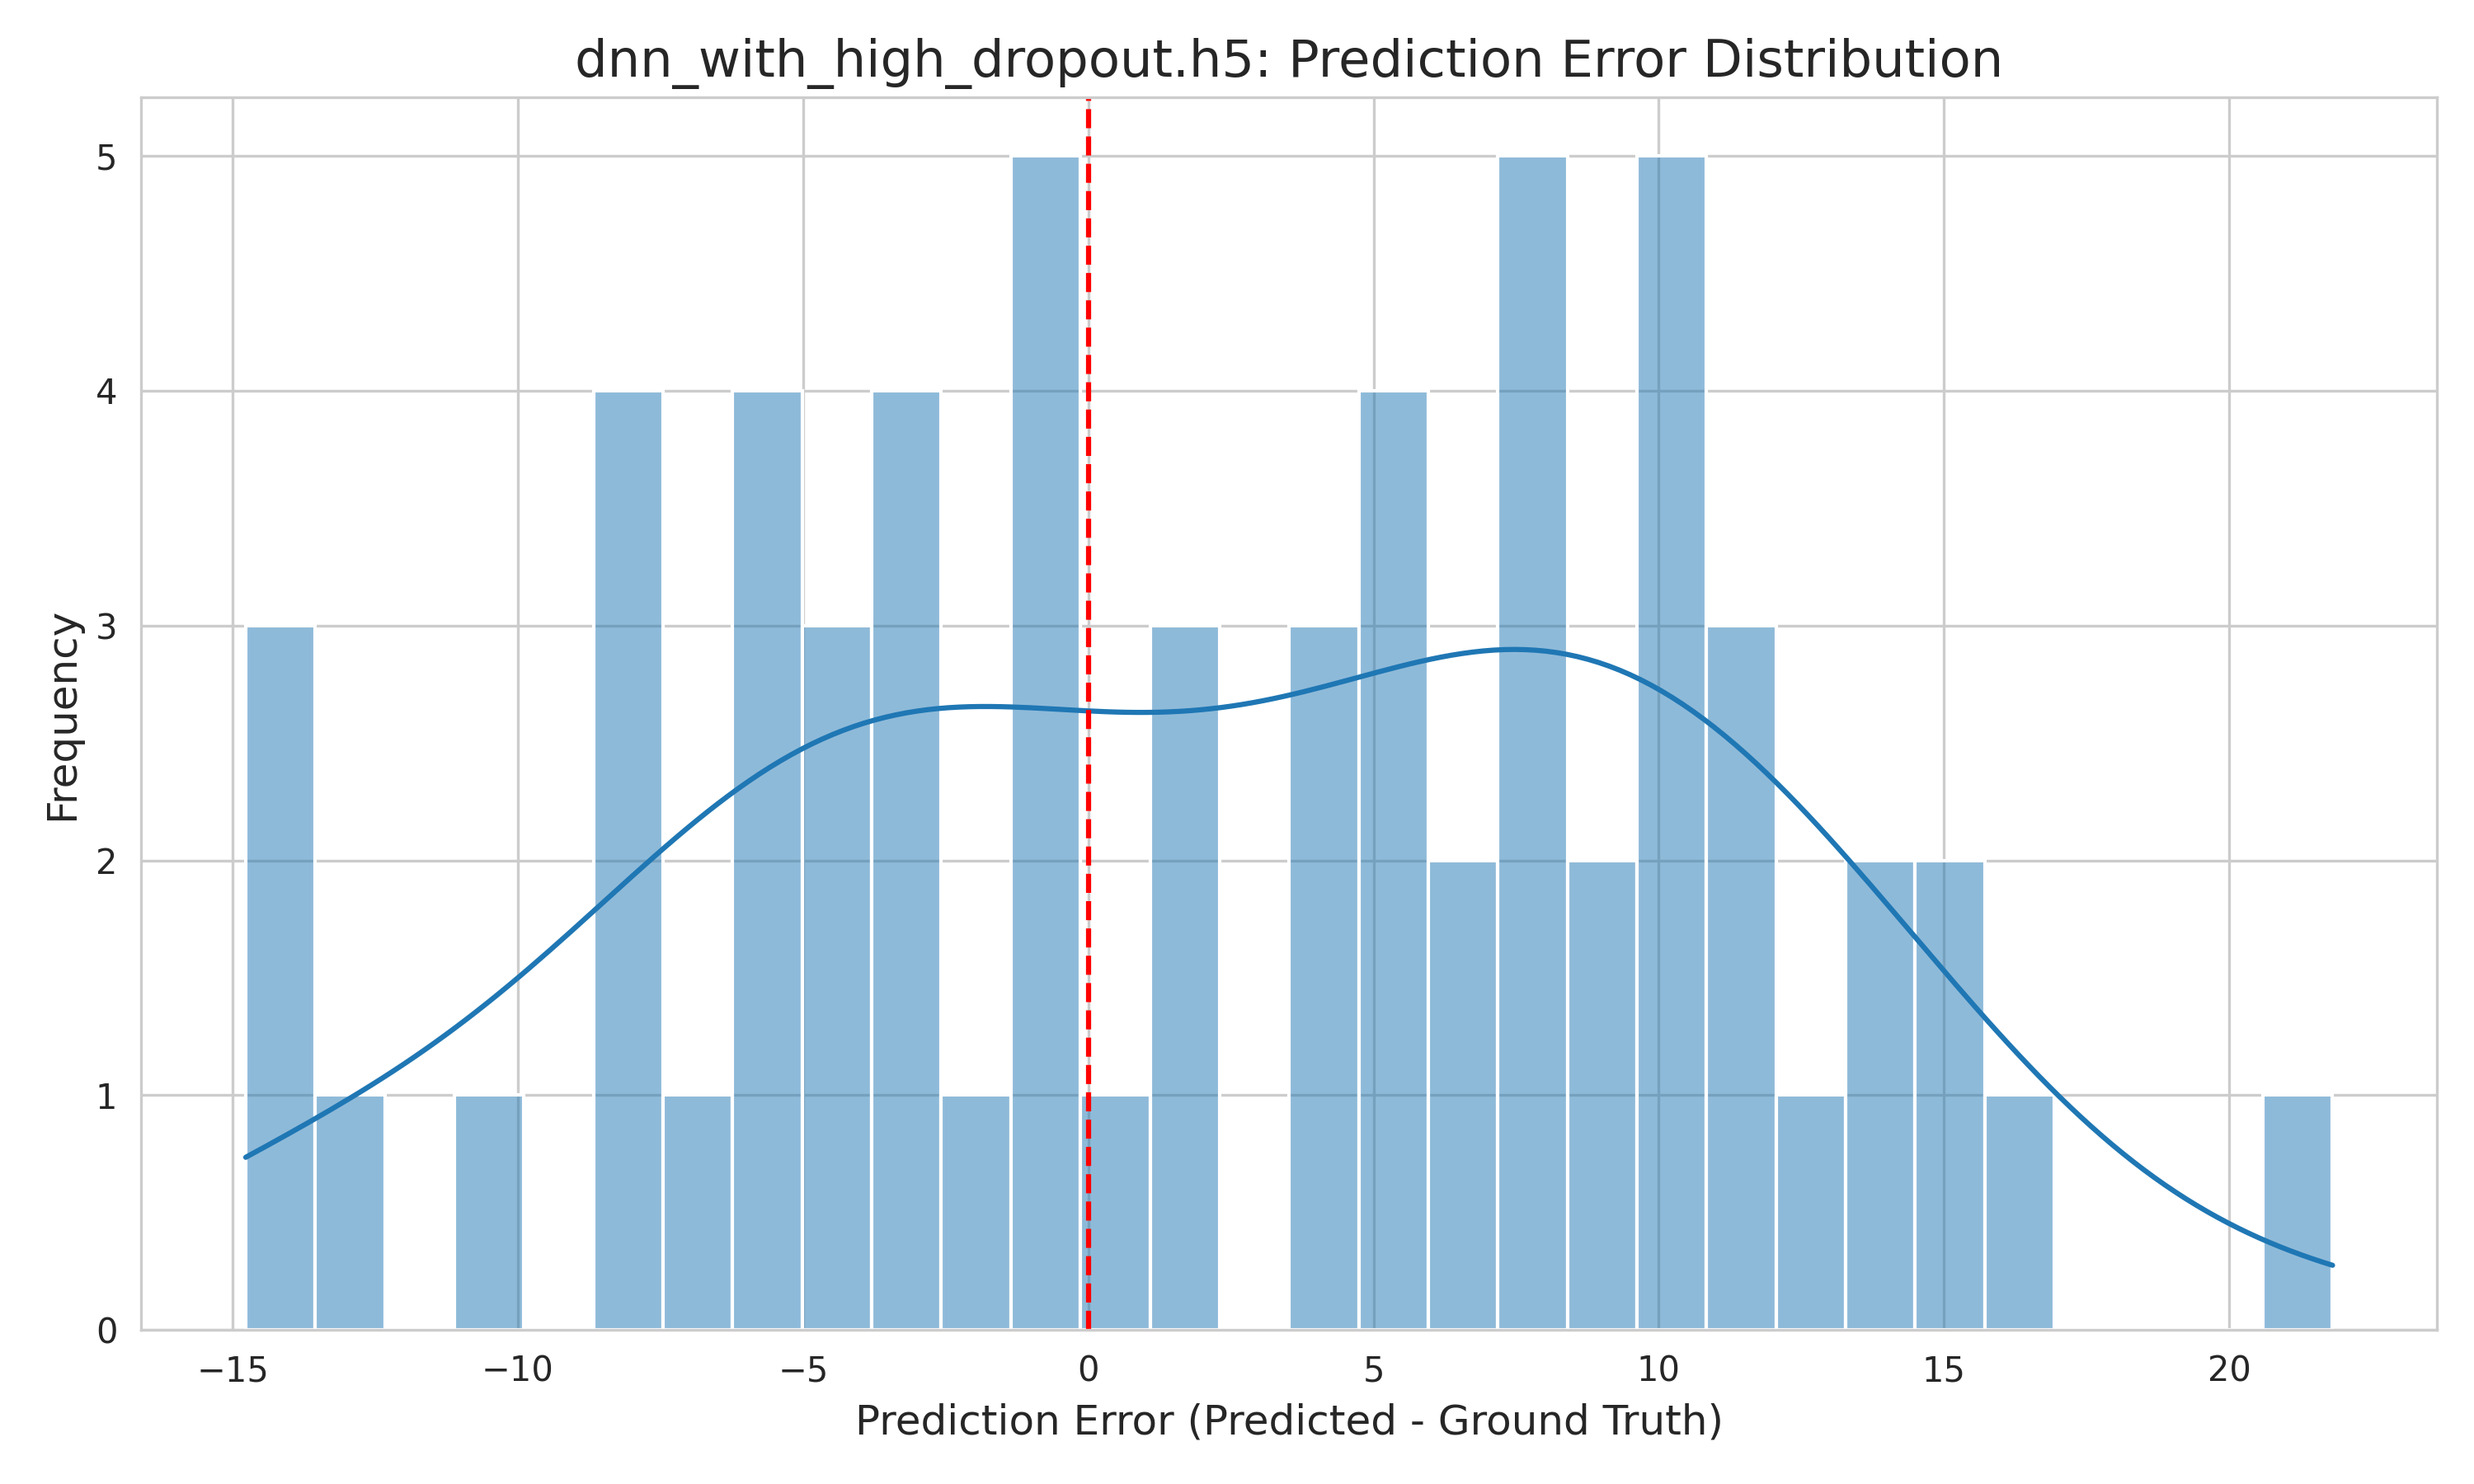 dnn_with_high_dropout.h5: Prediction Error Distribution
Frequency
5
4
3
2
1
0
−15 −10 −5 0 5 10 15 20
Prediction Error (Predicted - Ground Truth)